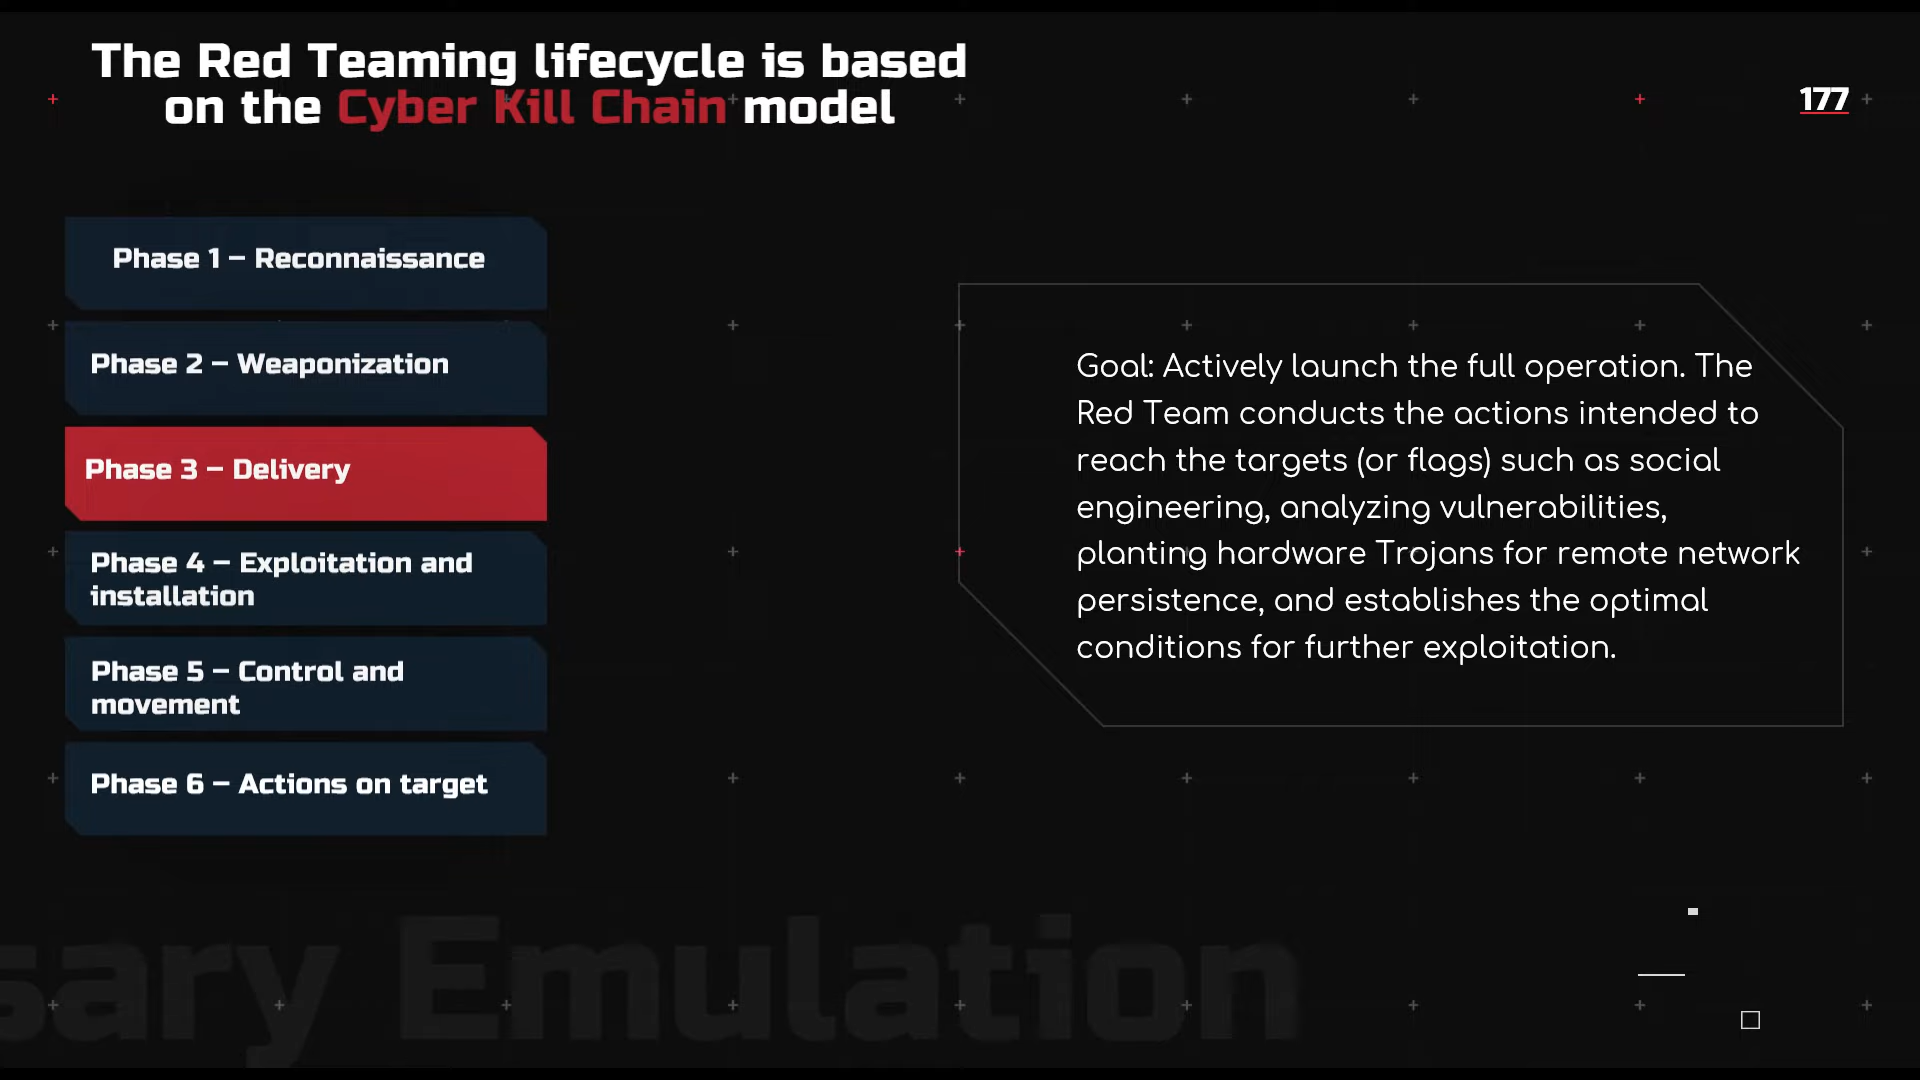 The Red Teaming lifecycle is based
on the Cyber Kill Chain model
177
Phase 1 – Reconnaissance
Phase 2 – Weaponization
Phase 3 – Delivery
Phase 4 – Exploitation and
installation
Phase 5 – Control and
movement
Phase 6 – Actions on target
Goal: Actively launch the full operation. The
Red Team conducts the actions intended to
reach the targets (or flags) such as social
engineering, analyzing vulnerabilities,
planting hardware Trojans for remote network
persistence, and establishes the optimal
conditions for further exploitation.
sary Emulation